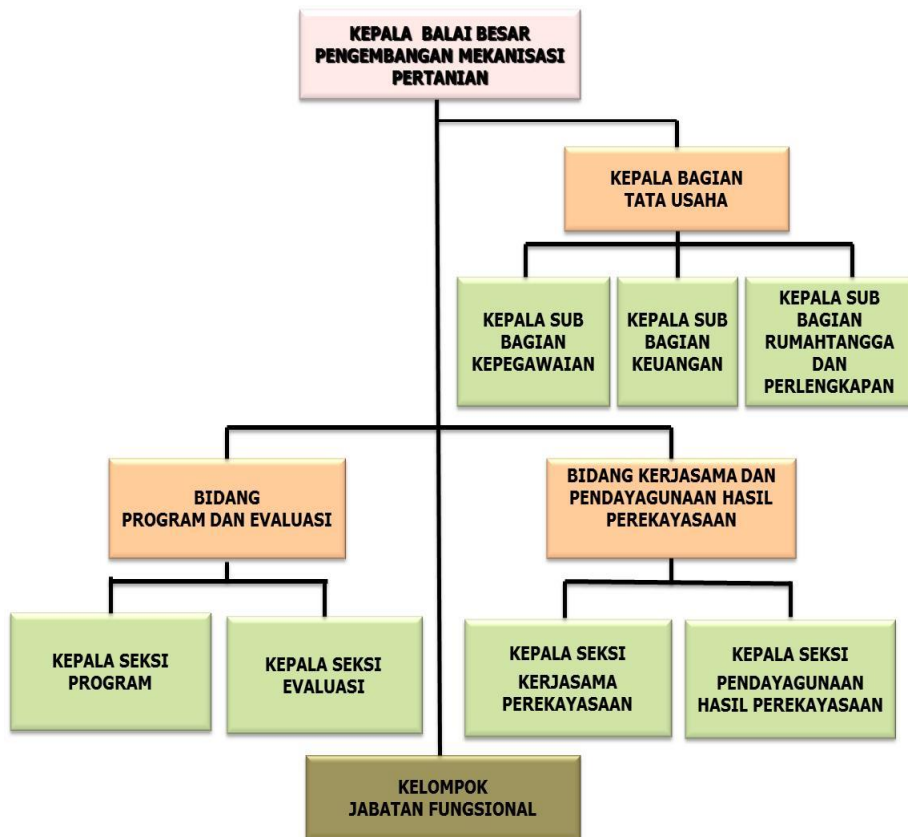 KEPALA BALAI BESAR
PENGEMBANGAN MEKANISASI
PERTANIAN
KEPALA BAGIAN
TATA USAHA
KEPALA SUB
BAGIAN
KEPEGAWAIAN
KEPALA SUB
BAGIAN
KEUANGAN
KEPALA SUB
BAGIAN
RUMAHTANGGA
DAN
PERLENGKAPAN
BIDANG
PROGRAM DAN EVALUASI
BIDANG KERJASAMA DAN
PENDAYAGUNAAN HASIL
PEREKAYASAAN
KEPALA SEKSI
PROGRAM
KEPALA SEKSI
EVALUASI
KEPALA SEKSI
KERJASAMA
PEREKAYASAAN
KEPALA SEKSI
PENDAYAGUNAAN
HASIL PEREKAYASAAN
KELOMPOK
JABATAN FUNGSIONAL